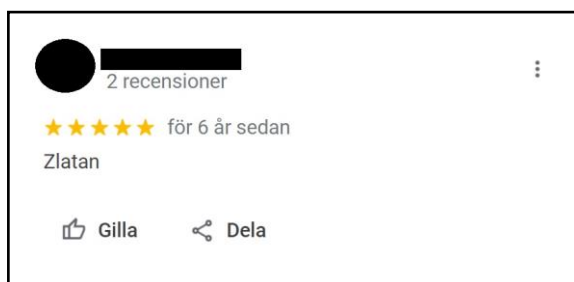 2 recensioner
för 6 år sedan
Zlatan
Gilla Dela